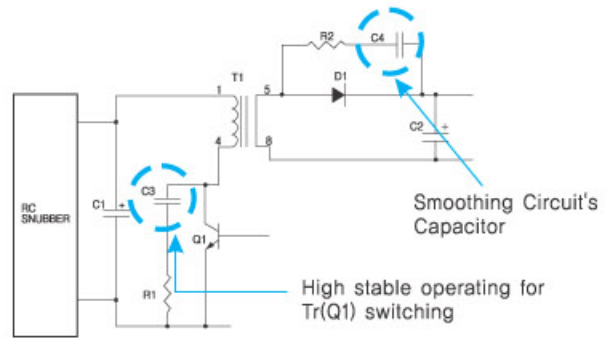 R2
C4
T1
D1
1
5
C2
+
4
8
C3
RC
SNUBBER
C1
+
Q1
R1
Smoothing Circuit's
Capacitor
High stable operating for
Tr(Q1) switching